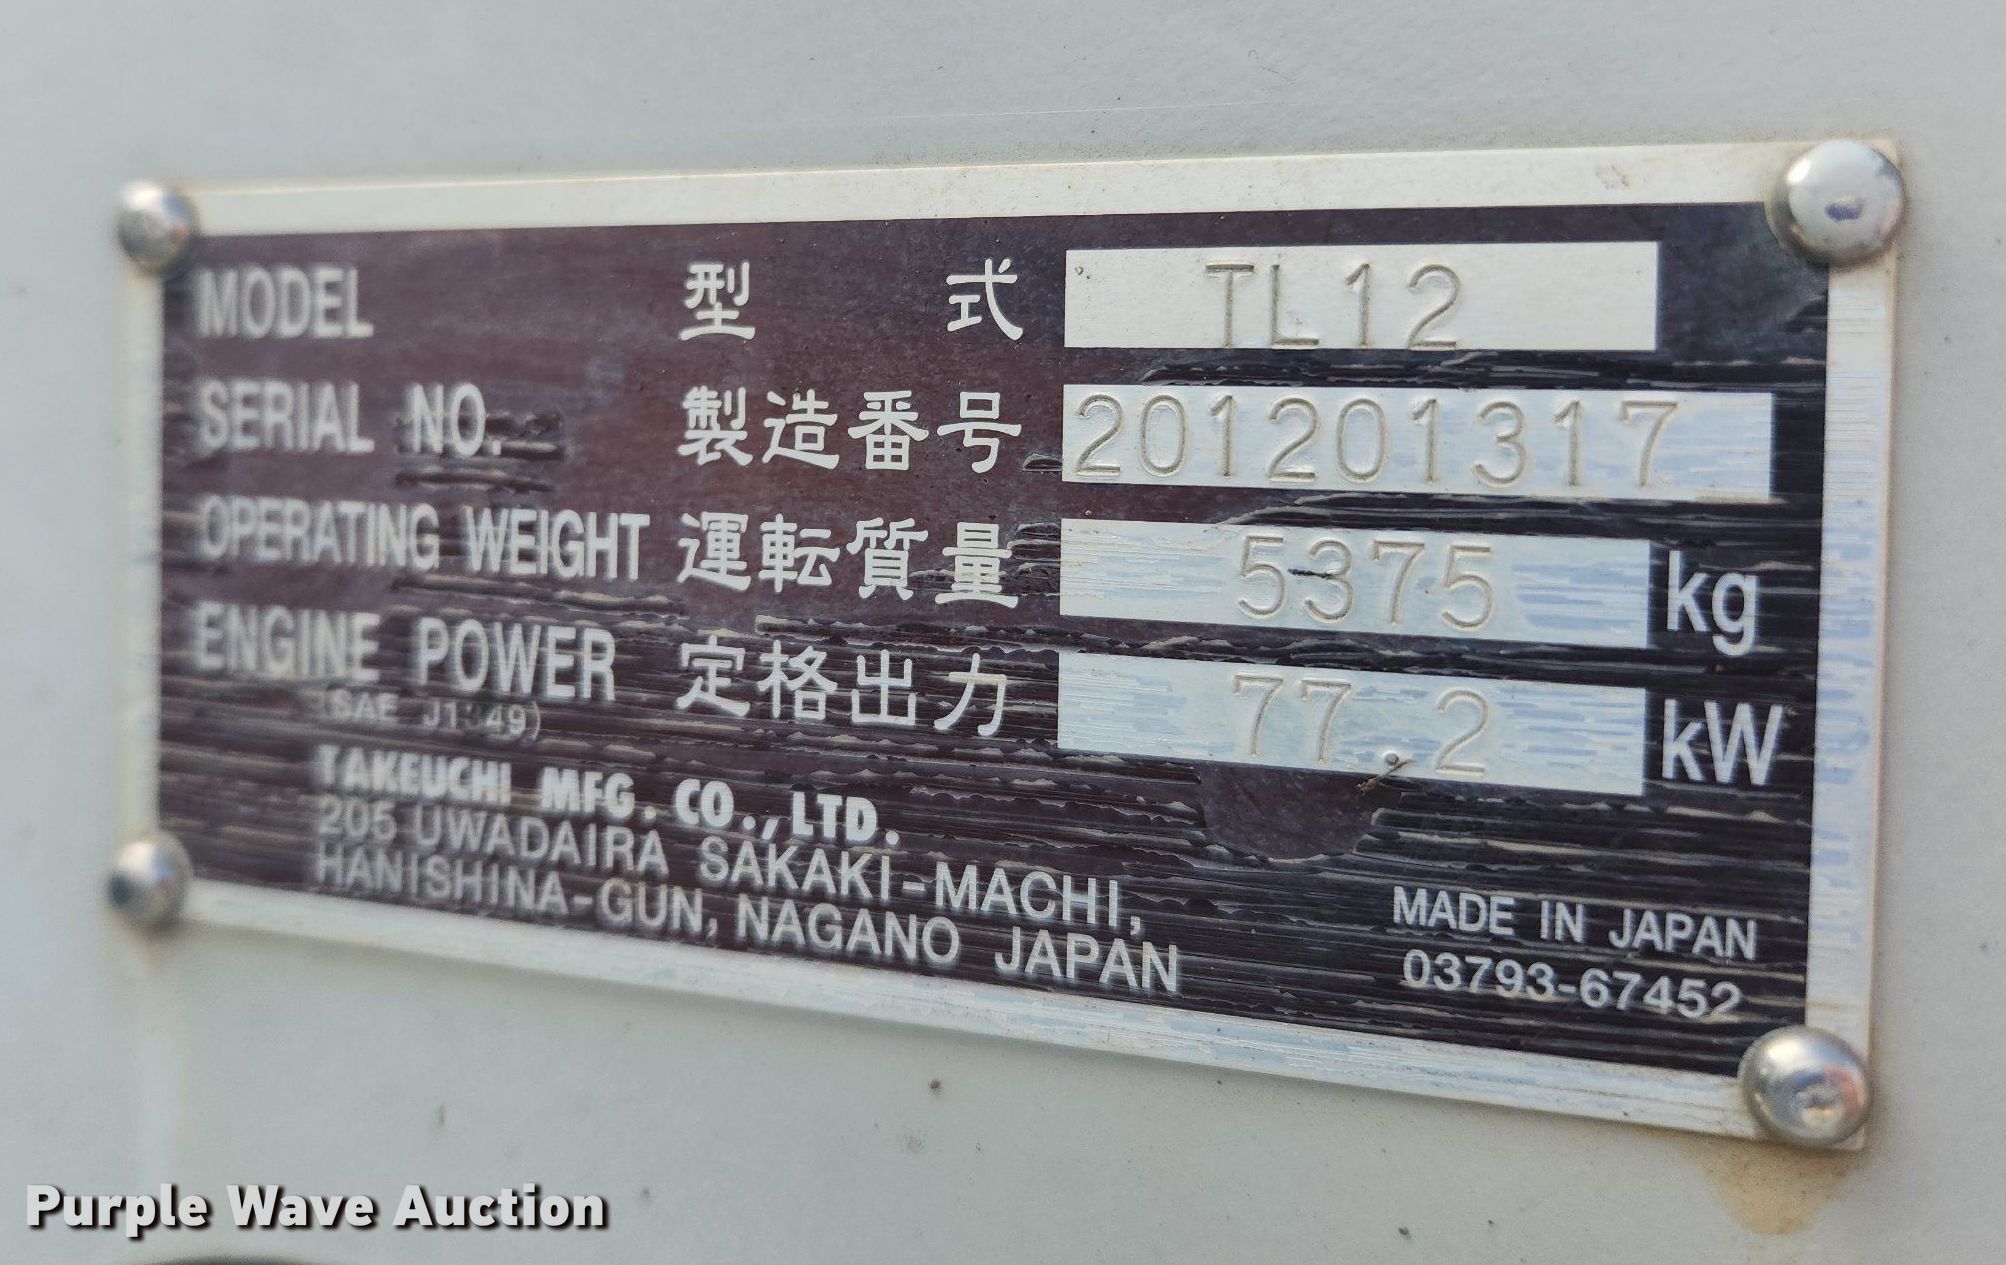 MODEL 型式 TL12
SERIAL NO. 製造番号 201201317
OPERATING WEIGHT 運転質量 5375 kg
ENGINE POWER 定格出力 77.2 kW
(SAE J1349)
TAKEUCHI MFG. CO., LTD.
205 UWADAIRA SAKAKI-MACHI,
HANISHINA-GUN, NAGANO JAPAN
MADE IN JAPAN
03793-67452
Purple Wave Auction